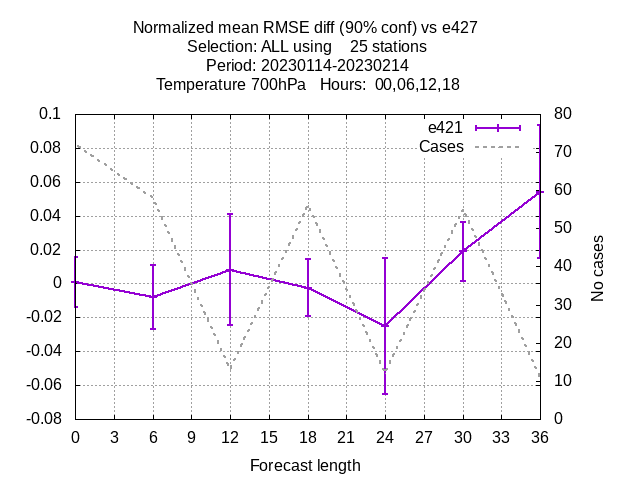 Normalized mean RMSE diff (90% conf) vs e427
Selection: ALL using    25 stations
Period: 20230114-20230214
Temperature 700hPa   Hours:  00,06,12,18
e421
Cases
0.1
0.08
0.06
0.04
0.02
0
-0.02
-0.04
-0.06
-0.08
80
70
60
50
40
30
20
10
0
No cases
0 3 6 9 12 15 18 21 24 27 30 33 36
Forecast length